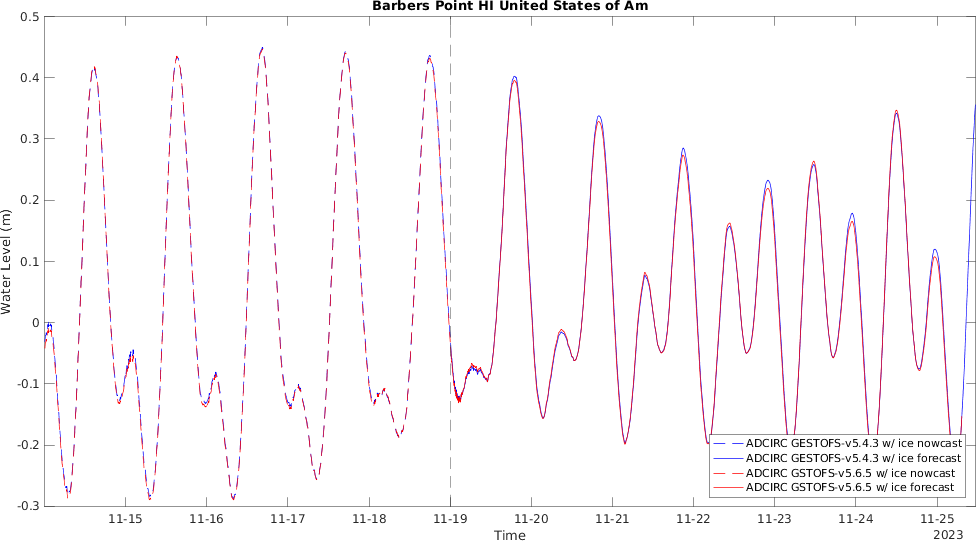 Barbers Point HI United States of Am
Water Level (m)
0.5
0.4
0.3
0.2
0.1
0
-0.1
-0.2
-0.3
ADCIRC GESTOFS-v5.4.3 w/ ice nowcast
ADCIRC GESTOFS-v5.4.3 w/ ice forecast
ADCIRC GSTOFS-v5.6.5 w/ ice nowcast
ADCIRC GSTOFS-v5.6.5 w/ ice forecast
11-15 11-16 11-17 11-18 11-19 11-20 11-21 11-22 11-23 11-24 11-25
Time
2023